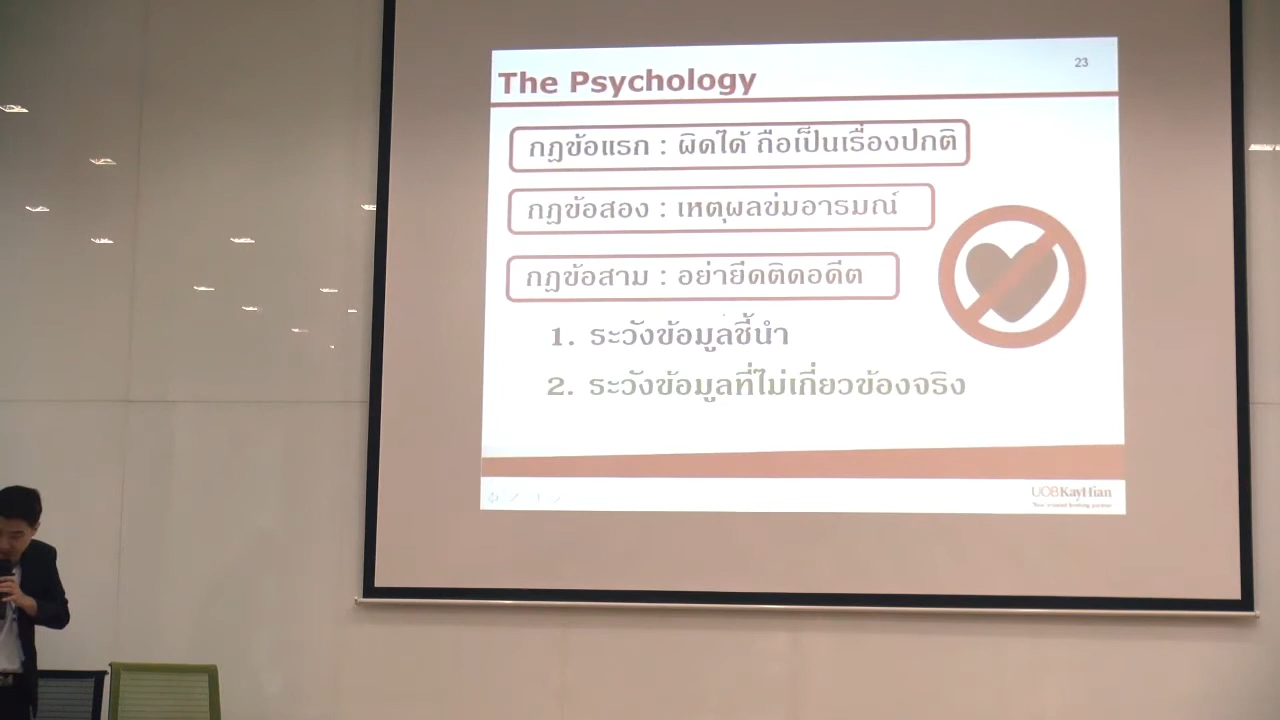 The Psychology
23
กฏข้อแรก : ผิดได้ ถือเป็นเรื่องปกติ
กฏข้อสอง : เหตุผลข่มอารมณ์
กฏข้อสาม : อย่ายึดติดอดีต
1. ระวังข้อมูลชี้นำ
2. ระวังข้อมูลที่ไม่เกี่ยวข้องจริง
UOBKayHian